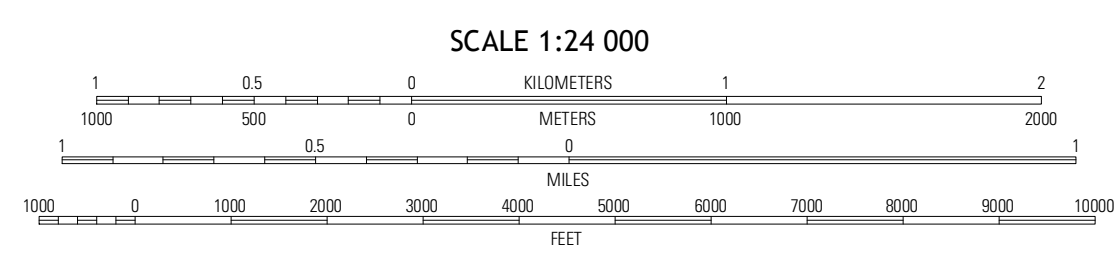 SCALE 1:24 000
1 0.5 0 KILOMETERS 1 2
1000 500 0 METERS 1000 2000
1 0.5 0 1
MILES
1000 0 1000 2000 3000 4000 5000 6000 7000 8000 9000 10000
FEET